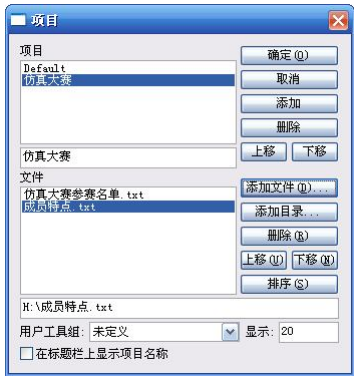 项目
项目
Default
仿真大赛
确定(O)
取消
添加
删除
仿真大赛
上移 下移
文件
仿真大赛参赛名单.txt
成员特点.txt
添加文件(D)...
添加目录...
删除(R)
上移(U) 下移(N)
排序(S)
H:\成员特点.txt
用户工具组: 未定义 显示: 20
在标题栏上显示项目名称